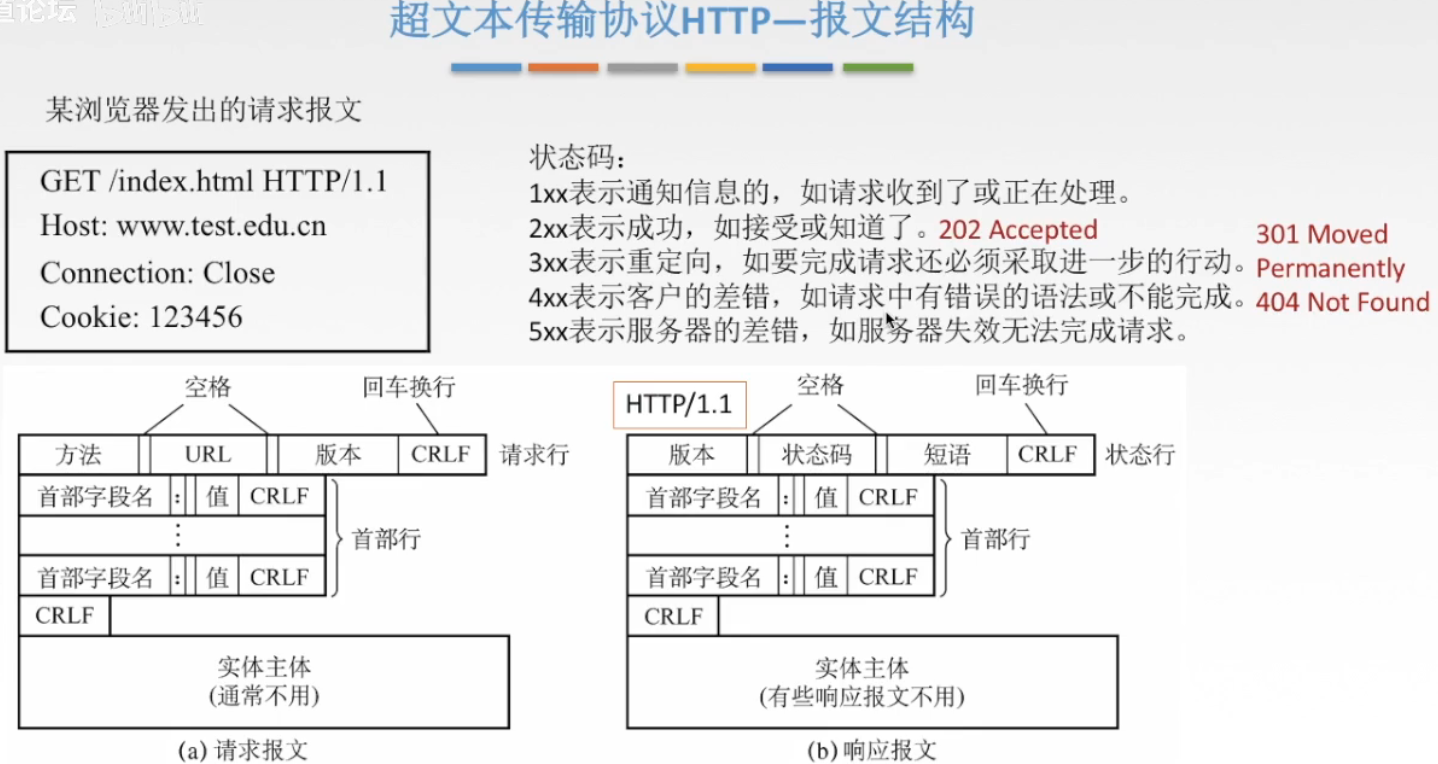 道论坛 bilibili
超文本传输协议HTTP—报文结构
某浏览器发出的请求报文
GET /index.html HTTP/1.1
Host: www.test.edu.cn
Connection: Close
Cookie: 123456
状态码：
1xx表示通知信息的，如请求收到了或正在处理。
2xx表示成功，如接受或知道了。202 Accepted
3xx表示重定向，如要完成请求还必须采取进一步的行动。301 Moved Permanently
4xx表示客户的差错，如请求中有错误的语法或不能完成。404 Not Found
5xx表示服务器的差错，如服务器失效无法完成请求。
空格 回车换行
方法 URL 版本 CRLF 请求行
首部字段名 : 值 CRLF
⋮ 首部行
首部字段名 : 值 CRLF
CRLF
实体主体
(通常不用)
(a) 请求报文
HTTP/1.1 空格 回车换行
版本 状态码 短语 CRLF 状态行
首部字段名 : 值 CRLF
⋮ 首部行
首部字段名 : 值 CRLF
CRLF
实体主体
(有些响应报文不用)
(b) 响应报文